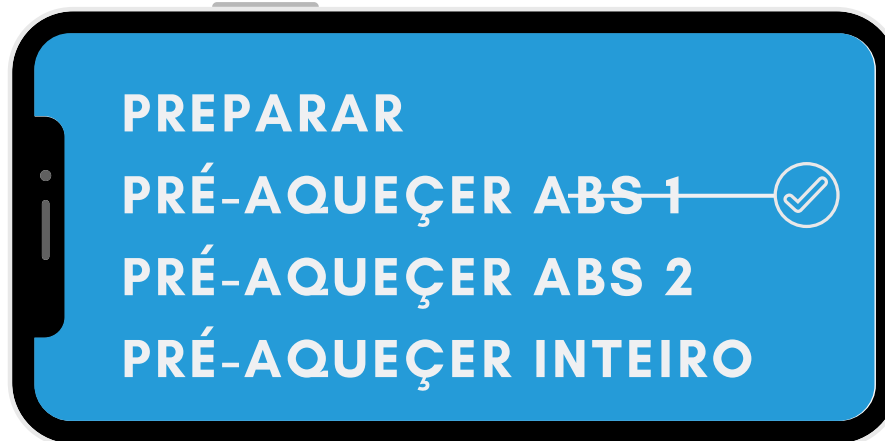 PREPARAR
PRÉ-AQUEÇER ABS 1
PRÉ-AQUEÇER ABS 2
PRÉ-AQUEÇER INTEIRO